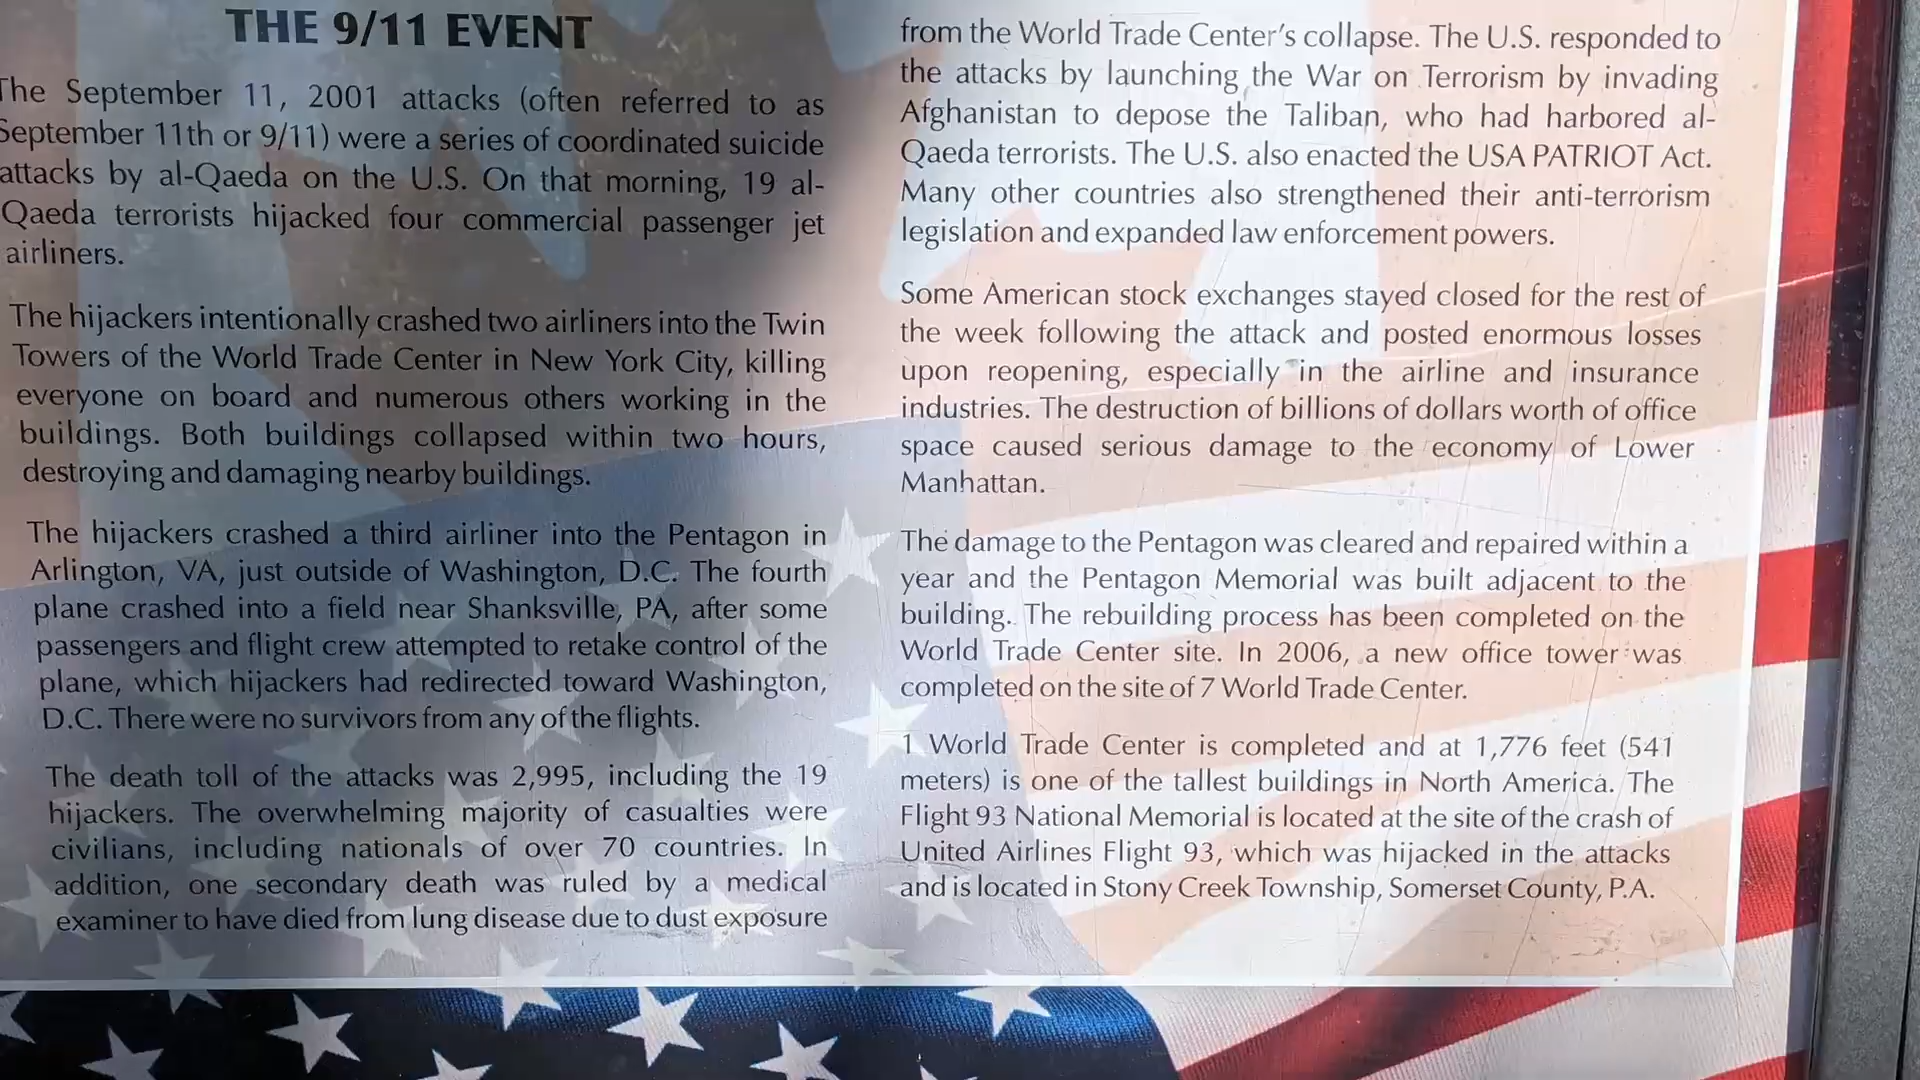 THE 9/11 EVENT
The September 11, 2001 attacks (often referred to as
September 11th or 9/11) were a series of coordinated suicide
attacks by al-Qaeda on the U.S. On that morning, 19 al-
Qaeda terrorists hijacked four commercial passenger jet
airliners.
The hijackers intentionally crashed two airliners into the Twin
Towers of the World Trade Center in New York City, killing
everyone on board and numerous others working in the
buildings. Both buildings collapsed within two hours,
destroying and damaging nearby buildings.
The hijackers crashed a third airliner into the Pentagon in
Arlington, VA, just outside of Washington, D.C. The fourth
plane crashed into a field near Shanksville, PA, after some
passengers and flight crew attempted to retake control of the
plane, which hijackers had redirected toward Washington,
D.C. There were no survivors from any of the flights.
The death toll of the attacks was 2,995, including the 19
hijackers. The overwhelming majority of casualties were
civilians, including nationals of over 70 countries. In
addition, one secondary death was ruled by a medical
examiner to have died from lung disease due to dust exposure
from the World Trade Center's collapse. The U.S. responded to
the attacks by launching the War on Terrorism by invading
Afghanistan to depose the Taliban, who had harbored al-
Qaeda terrorists. The U.S. also enacted the USA PATRIOT Act.
Many other countries also strengthened their anti-terrorism
legislation and expanded law enforcement powers.
Some American stock exchanges stayed closed for the rest of
the week following the attack and posted enormous losses
upon reopening, especially in the airline and insurance
industries. The destruction of billions of dollars worth of office
space caused serious damage to the economy of Lower
Manhattan.
The damage to the Pentagon was cleared and repaired within a
year and the Pentagon Memorial was built adjacent to the
building. The rebuilding process has been completed on the
World Trade Center site. In 2006, a new office tower was
completed on the site of 7 World Trade Center.
1 World Trade Center is completed and at 1,776 feet (541
meters) is one of the tallest buildings in North America. The
Flight 93 National Memorial is located at the site of the crash of
United Airlines Flight 93, which was hijacked in the attacks
and is located in Stony Creek Township, Somerset County, P.A.